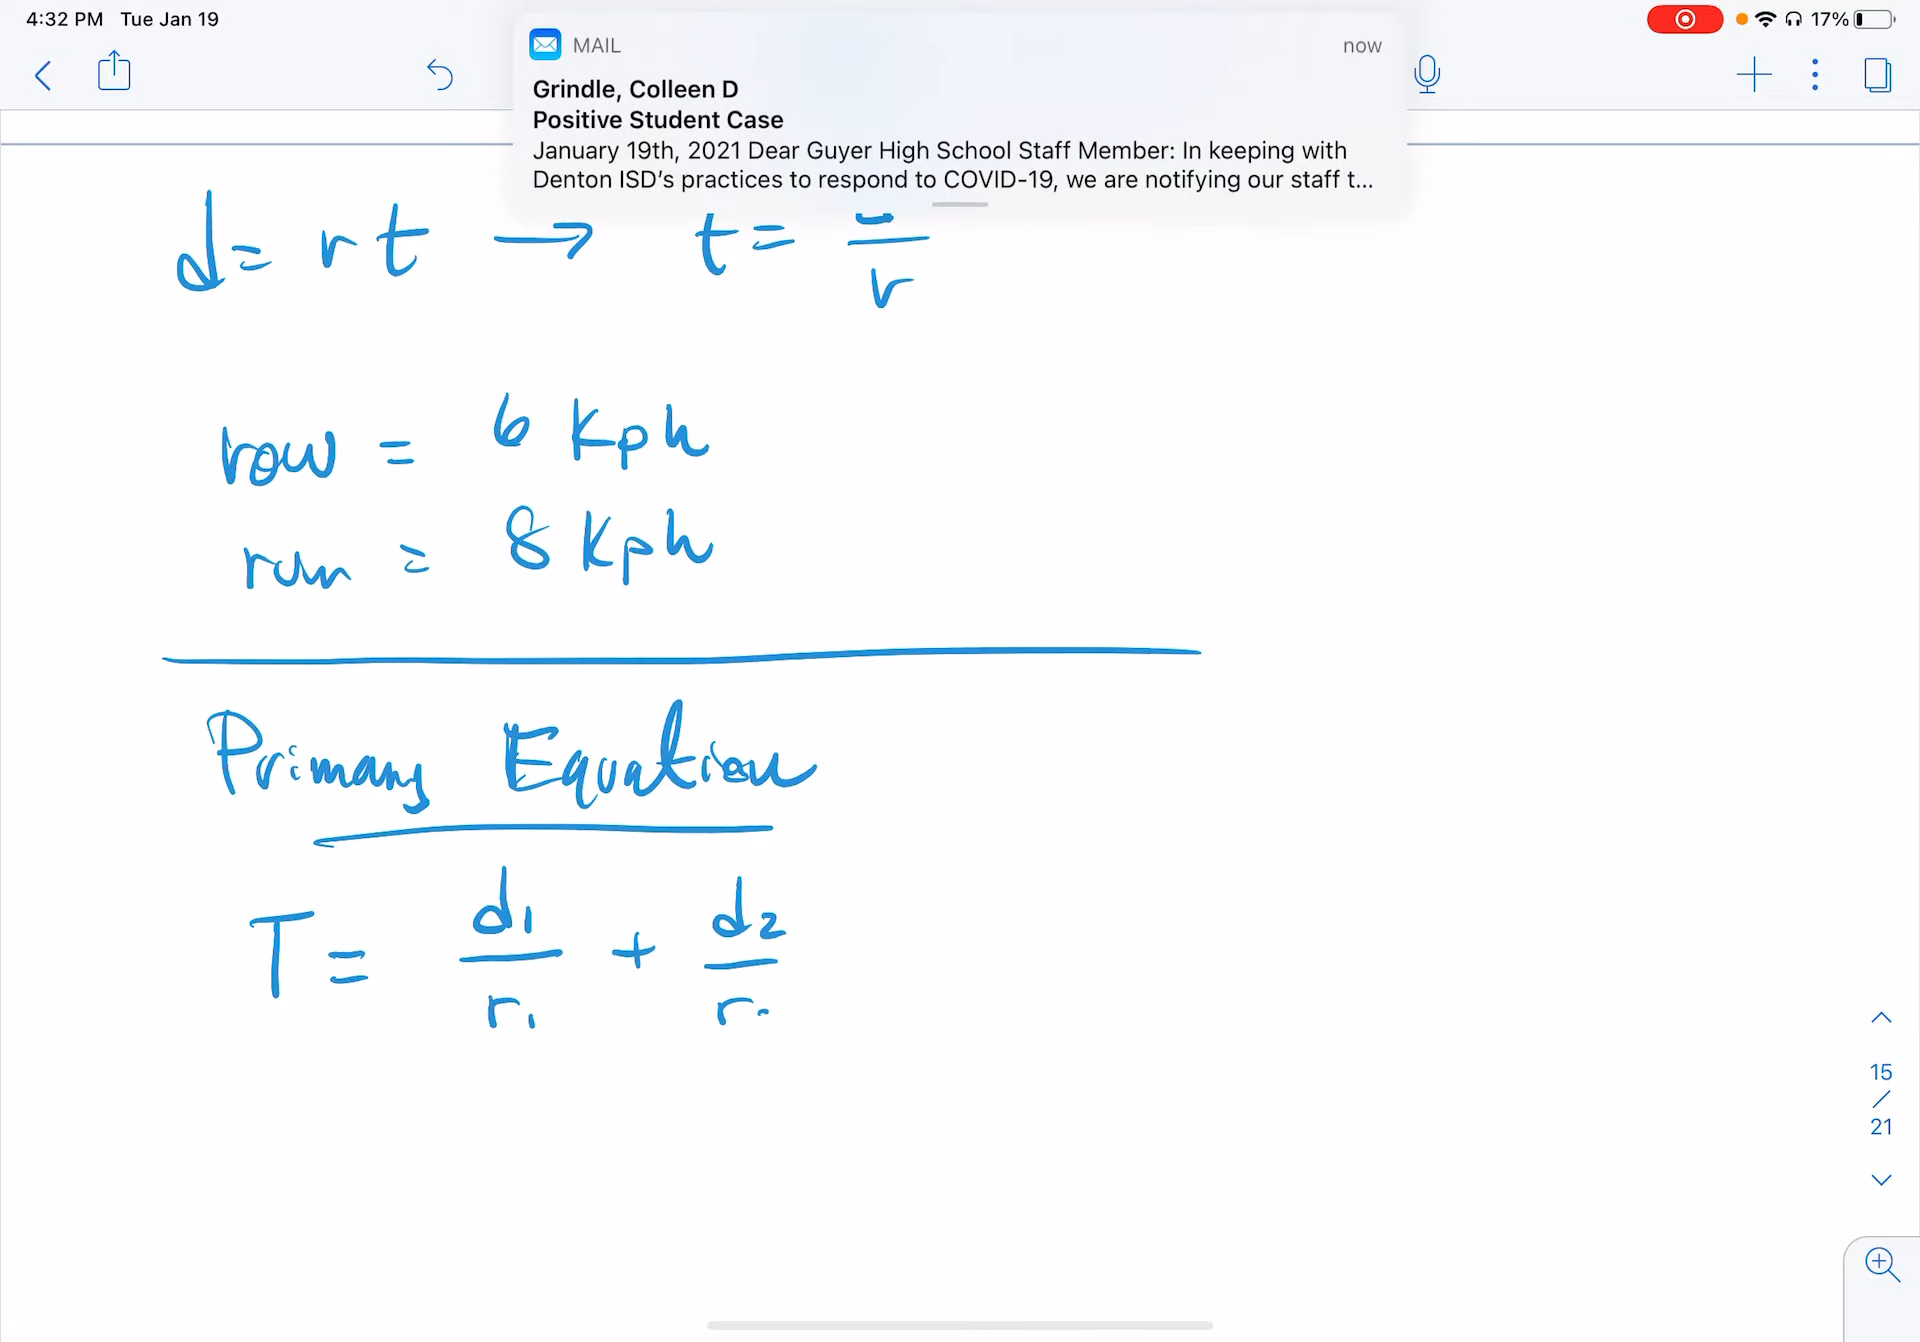 4:32 PM Tue Jan 19
17%
MAIL
now
Grindle, Colleen D
Positive Student Case
January 19th, 2021 Dear Guyer High School Staff Member: In keeping with
Denton ISD's practices to respond to COVID-19, we are notifying our staff t...
d = rt → t = /r
row = 6 Kph
run = 8 Kph
Primary Equation
T = d1/r1 + d2/r
15
/
21